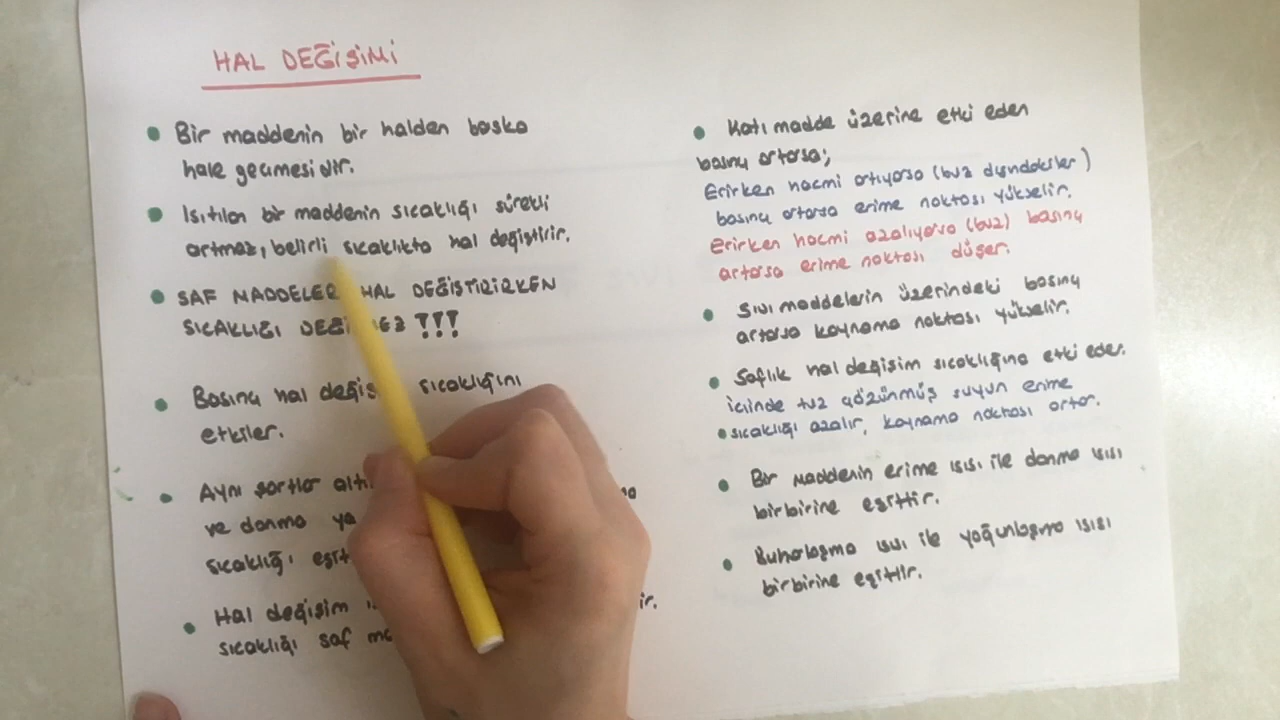 HAL DEĞİŞİMİ
• Bir maddenin bir halden başka
hale geçmesidir.
• Isıtılan bir maddenin sıcaklığı sürekli
artmaz, belirli sıcaklıkta hal değiştirir.
• SAF MADDELER HAL DEĞİŞTİRİRKEN
SICAKLIĞI !!!
• Basınç hal sıcaklığını
etkiler.
• Aynı şartlar
ve donma
sıcaklığı
• Hal değişim
sıcaklığı saf
• Katı madde üzerine etki eden
basınç artarsa;
Erirken hacmi artıyorsa (buz dışındakiler)
basınç artarsa erime noktası yükselir.
Erirken hacmi azalıyorsa (buz) basınç
artarsa erime noktası düşer.
• Sıvı maddelerin üzerindeki basınç
artarsa kaynama noktası yükselir.
• Saflık hal değişim sıcaklığına etki eder.
içinde tuz çözünmüş suyun erime
• sıcaklığı azalır, kaynama noktası artar.
• Bir maddenin erime ısısı ile donma ısısı
birbirine eşittir.
• Buharlaşma ısısı ile yoğunlaşma ısısı
birbirine eşittir.